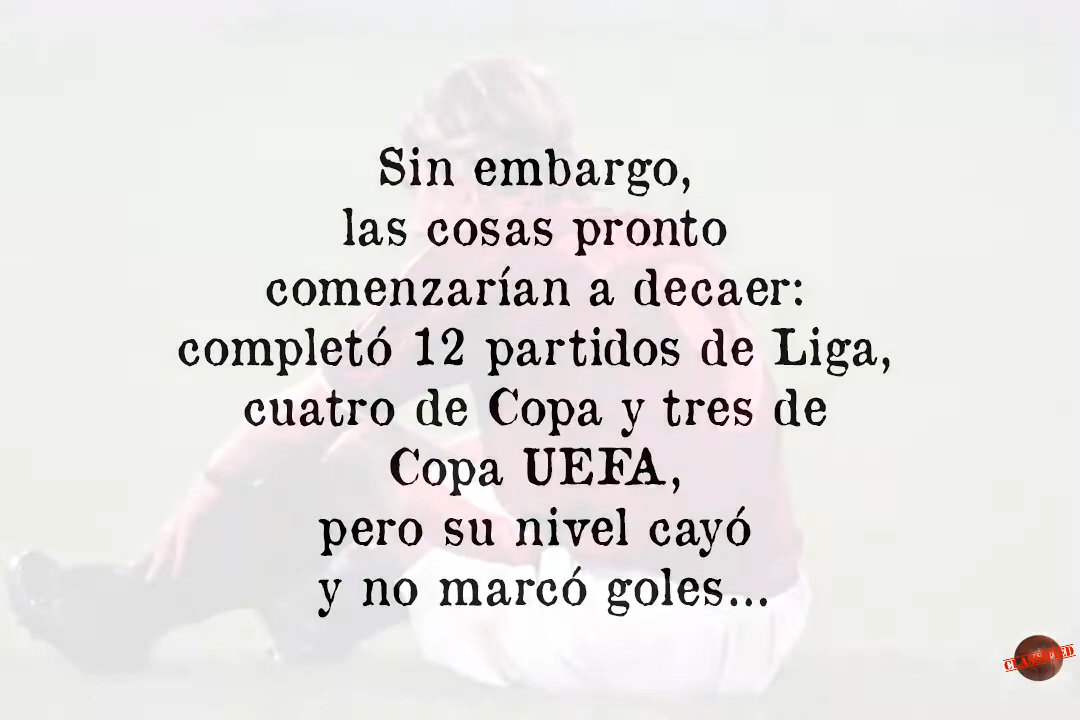 Sin embargo,
las cosas pronto
comenzarían a decaer:
completó 12 partidos de Liga,
cuatro de Copa y tres de
Copa UEFA,
pero su nivel cayó
y no marcó goles...
CLASSIFIED